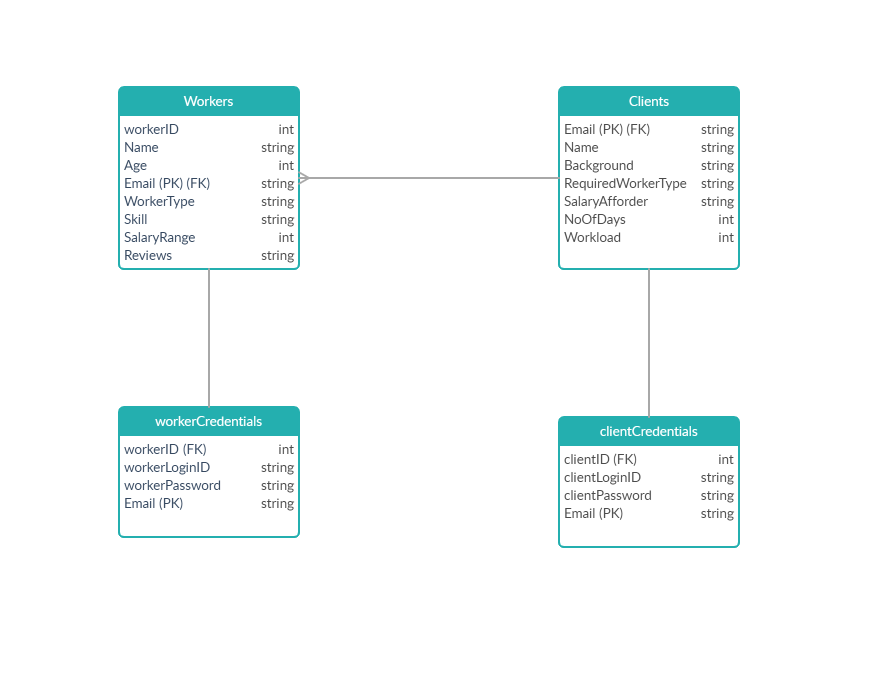 Workers
workerID int
Name string
Age int
Email (PK) (FK) string
WorkerType string
Skill string
SalaryRange int
Reviews string
Clients
Email (PK) (FK) string
Name string
Background string
RequiredWorkerType string
SalaryAfforder string
NoOfDays int
Workload int
workerCredentials
workerID (FK) int
workerLoginID string
workerPassword string
Email (PK) string
clientCredentials
clientID (FK) int
clientLoginID string
clientPassword string
Email (PK) string